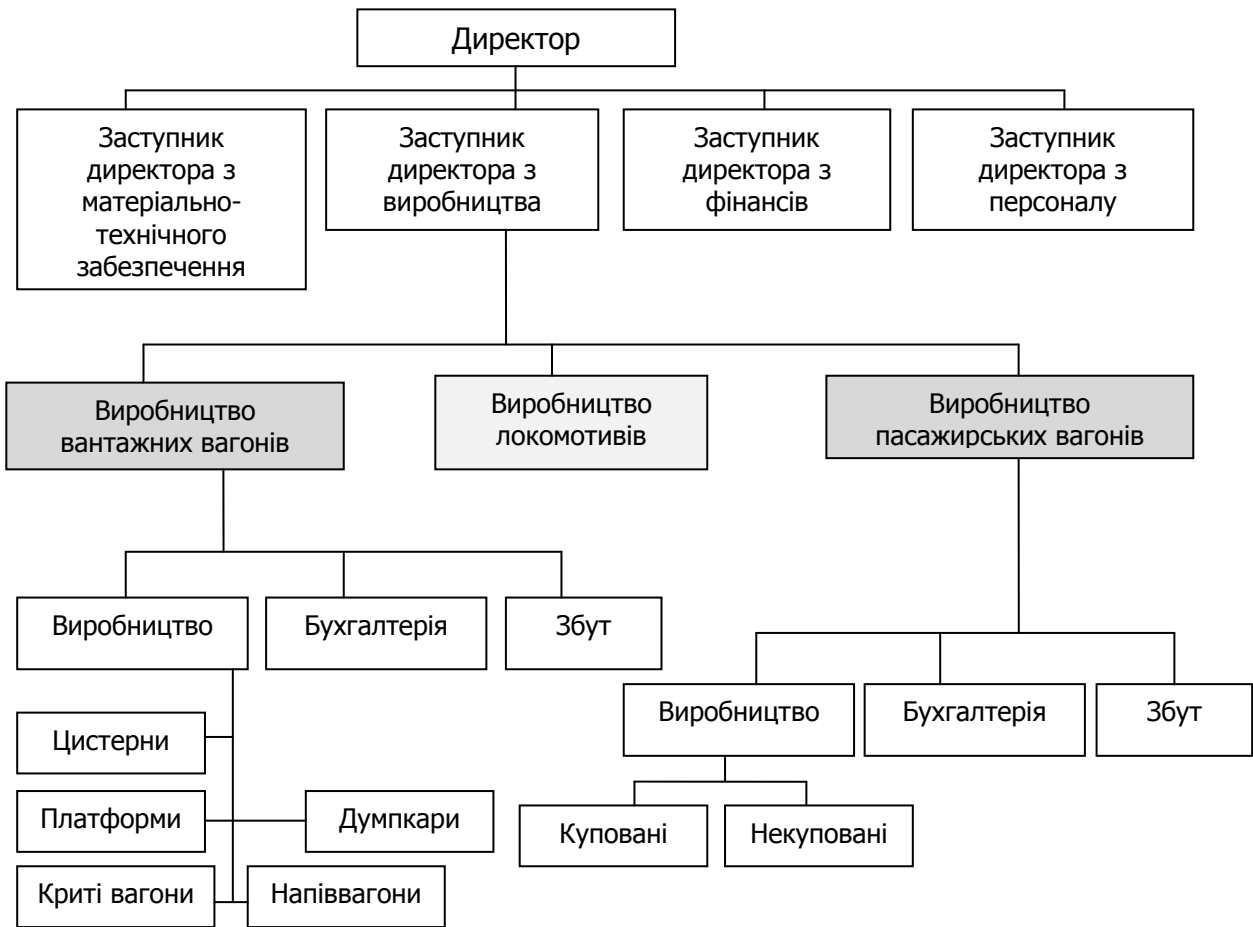 Директор
Заступник
директора з
матеріально-
технічного
забезпечення
Заступник
директора з
виробництва
Заступник
директора з
фінансів
Заступник
директора з
персоналу
Виробництво
вантажних вагонів
Виробництво
локомотивів
Виробництво
пасажирських вагонів
Виробництво
Бухгалтерія
Збут
Виробництво
Бухгалтерія
Збут
Цистерни
Платформи
Думпкари
Куповані
Некуповані
Криті вагони
Напіввагони